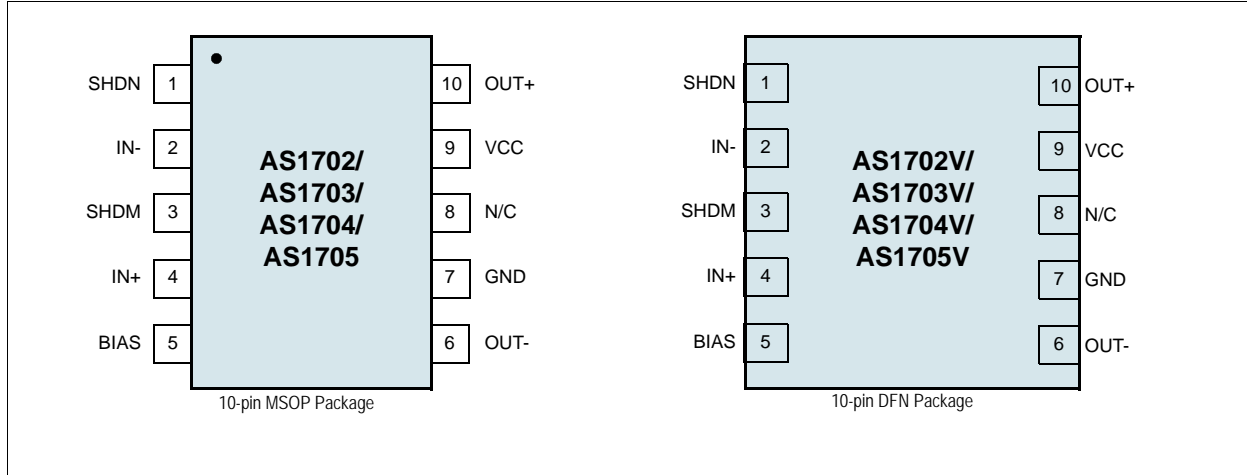 SHDN 1
IN- 2
SHDM 3
IN+ 4
BIAS 5
AS1702/
AS1703/
AS1704/
AS1705
10 OUT+
9 VCC
8 N/C
7 GND
6 OUT-
10-pin MSOP Package
SHDN 1
IN- 2
SHDM 3
IN+ 4
BIAS 5
AS1702V/
AS1703V/
AS1704V/
AS1705V
10 OUT+
9 VCC
8 N/C
7 GND
6 OUT-
10-pin DFN Package